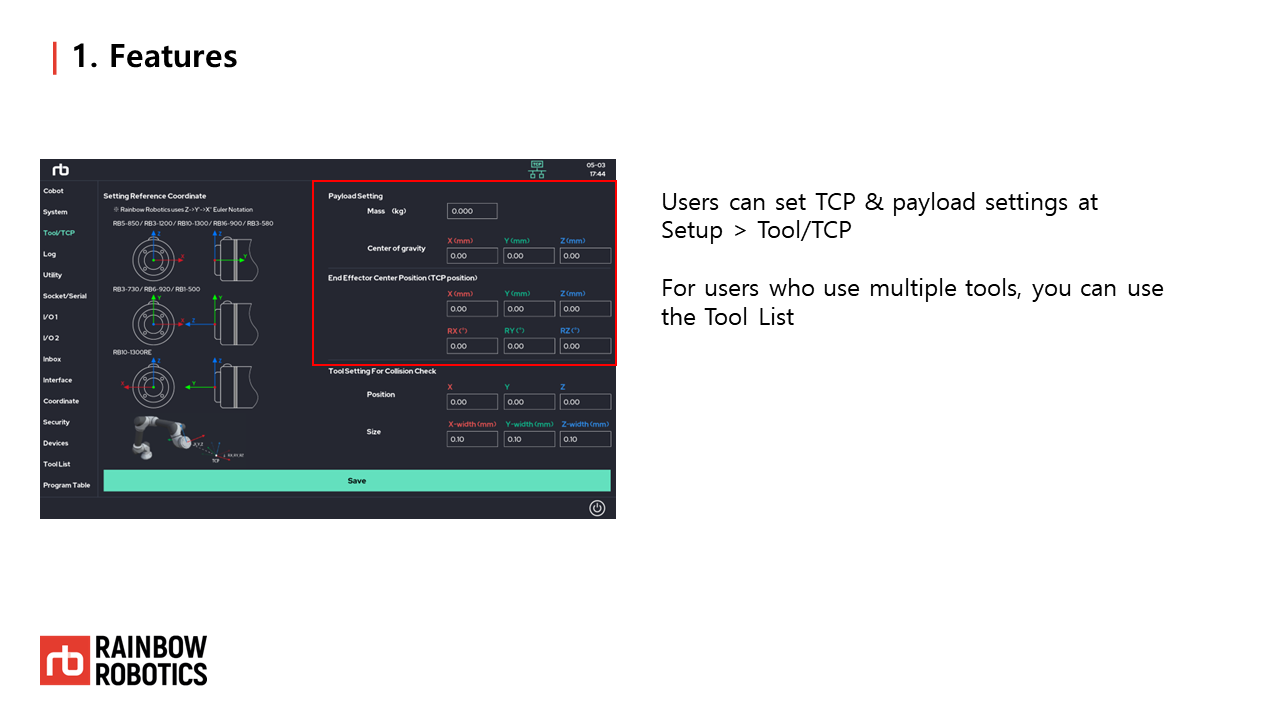 1. Features
rb
TCP
05-03
17:44
Cobot
System
Tool/TCP
Log
Utility
Socket/Serial
I/O 1
I/O 2
Inbox
Interface
Coordinate
Security
Devices
Tool List
Program Table
Setting Reference Coordinate
※ Rainbow Robotics uses Z->Y'->X'' Euler Notation
RB5-850 / RB3-1200 / RB10-1300 / RB16-900 / RB3-580
Z
X
Z
Y
RB3-730 / RB6-920 / RB1-500
Y
X
Z
Y
RB10-1300RE
Z
X
Y
Z
X,Y,Z
TCP
RX,RY,RZ
Payload Setting
Mass (kg)
0.000
X (mm) Y (mm) Z (mm)
Center of gravity
0.00 0.00 0.00
End Effector Center Position (TCP position)
X (mm) Y (mm) Z (mm)
0.00 0.00 0.00
RX (°) RY (°) RZ (°)
0.00 0.00 0.00
Tool Setting For Collision Check
X Y Z
Position
0.00 0.00 0.00
X-width (mm) Y-width (mm) Z-width (mm)
Size
0.10 0.10 0.10
Save
Users can set TCP & payload settings at
Setup > Tool/TCP
For users who use multiple tools, you can use
the Tool List
rb
RAINBOW
ROBOTICS